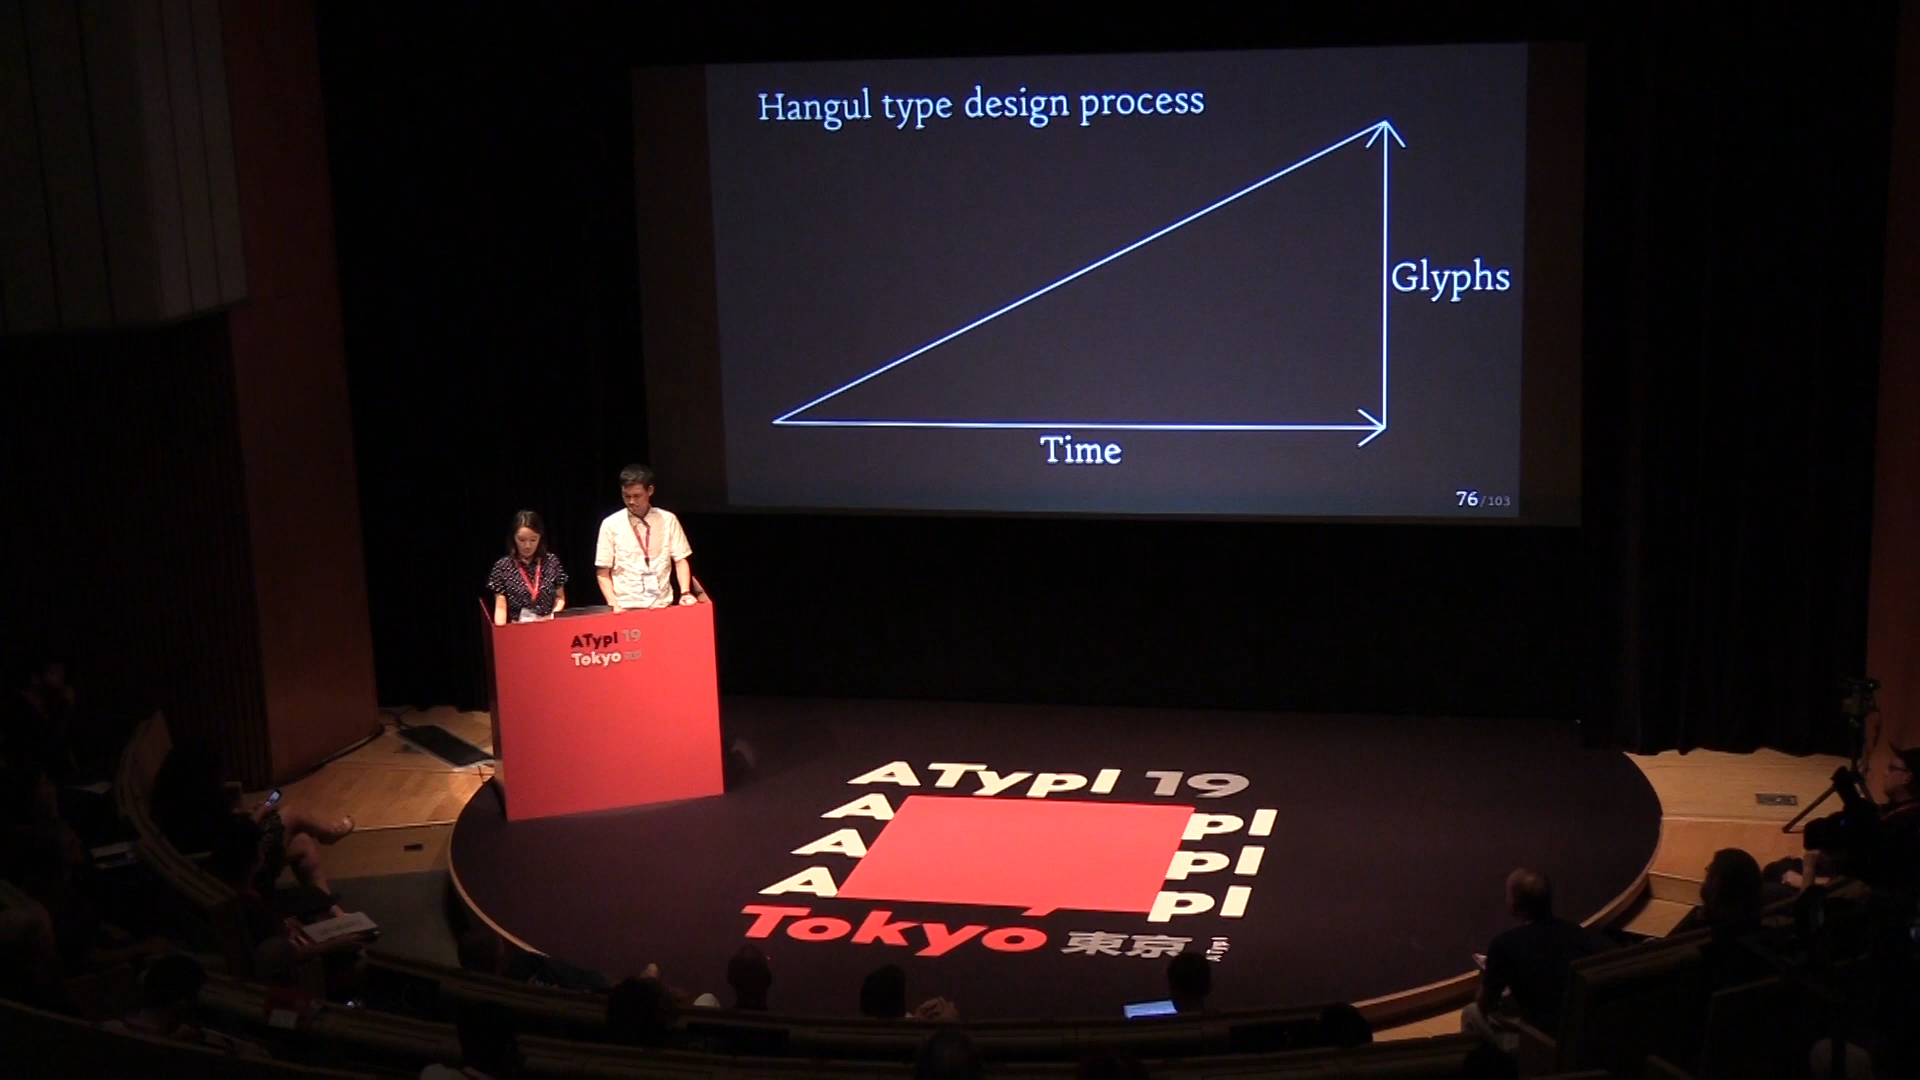 Hangul type design process
Glyphs
Time
76/103
ATypI 19
Tokyo
ATypI 19
A pI
A pI
A pI
Tokyo 東京